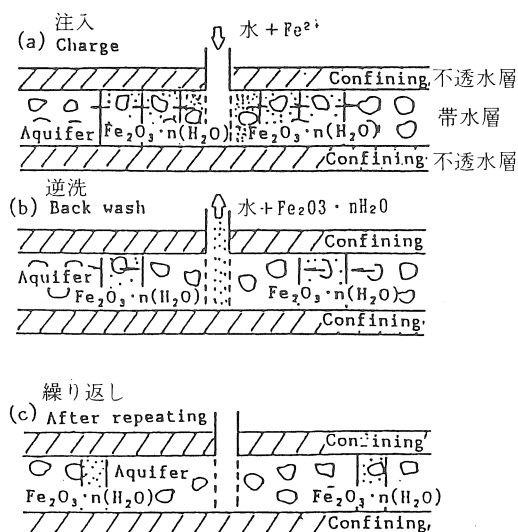 注入
(a) Charge
水+Fe²⁺
Confining 不透水層
Aquifer Fe₂O₃·n(H₂O) Fe₂O₃·n(H₂O) 帯水層
Confining 不透水層
逆洗
(b) Back wash
水+Fe₂O3・nH₂O
Confining
Aquifer
Fe₂O₃·n(H₂O) Fe₂O₃·n(H₂O)
Confining
繰り返し
(c) After repeating
Confining
Aquifer
Fe₂O₃·n(H₂O) Fe₂O₃·n(H₂O)
Confining